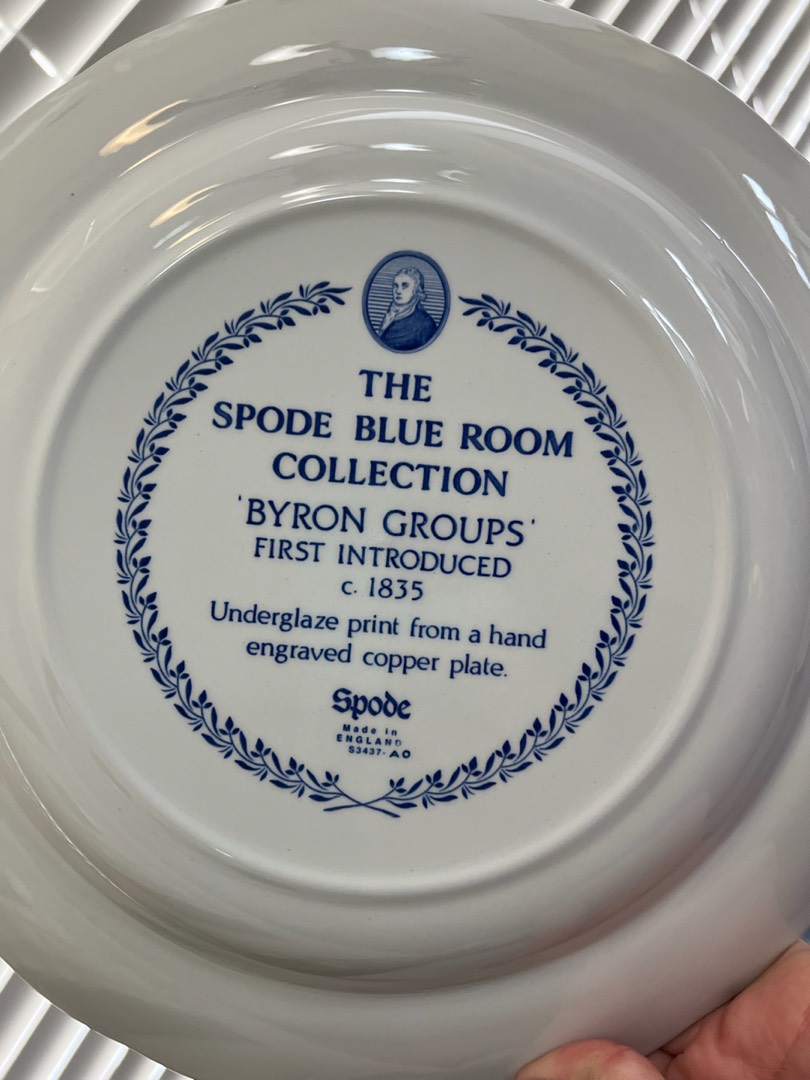 THE
SPODE BLUE ROOM
COLLECTION
'BYRON GROUPS'
FIRST INTRODUCED
c. 1835
Underglaze print from a hand
engraved copper plate.
Spode
Made in
ENGLAND
S3437-AO